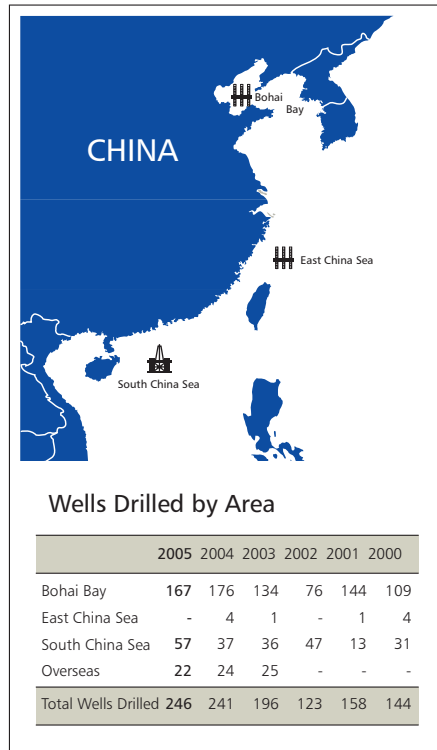 Bohai
Bay
CHINA
East China Sea
South China Sea
Wells Drilled by Area
2005 2004 2003 2002 2001 2000
Bohai Bay 167 176 134 76 144 109
East China Sea - 4 1 - 1 4
South China Sea 57 37 36 47 13 31
Overseas 22 24 25 - - -
Total Wells Drilled 246 241 196 123 158 144